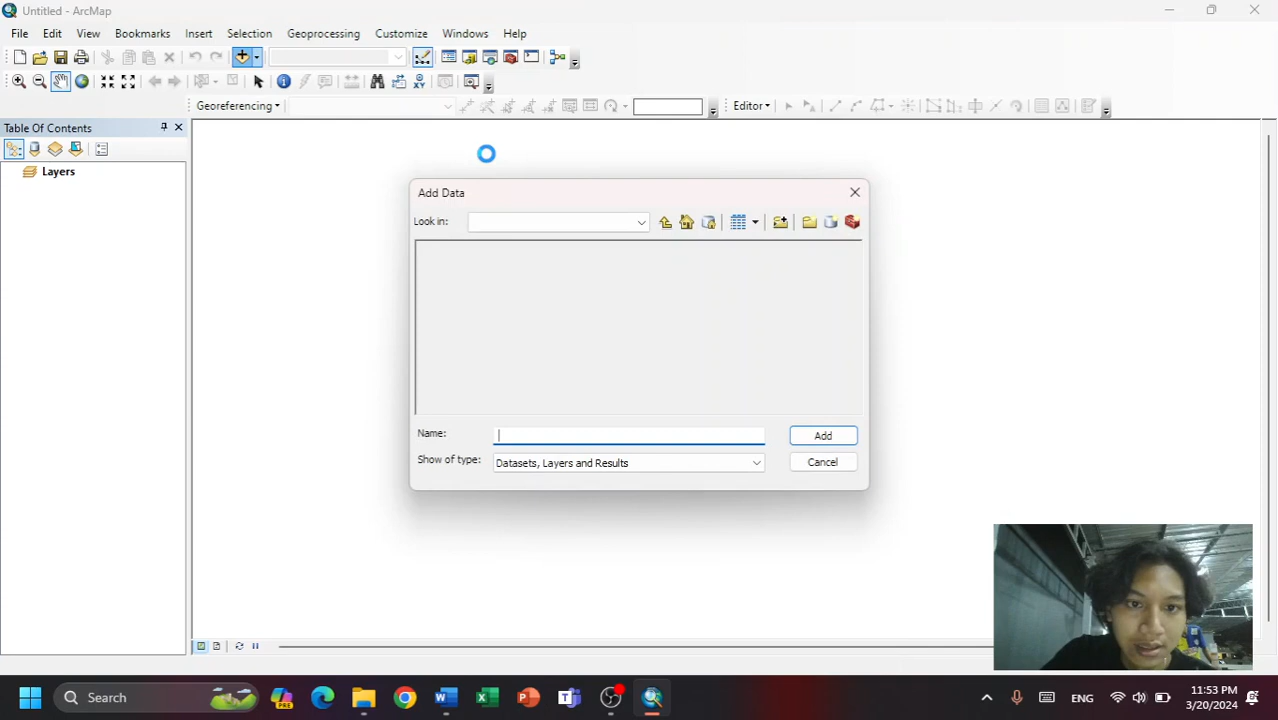 Untitled - ArcMap
File Edit View Bookmarks Insert Selection Geoprocessing Customize Windows Help
Georeferencing Editor
Table Of Contents
Layers
Add Data
Look in:
Name:
Add
Show of type: Datasets, Layers and Results
Cancel
Search
PRE
ENG
11:53 PM
3/20/2024